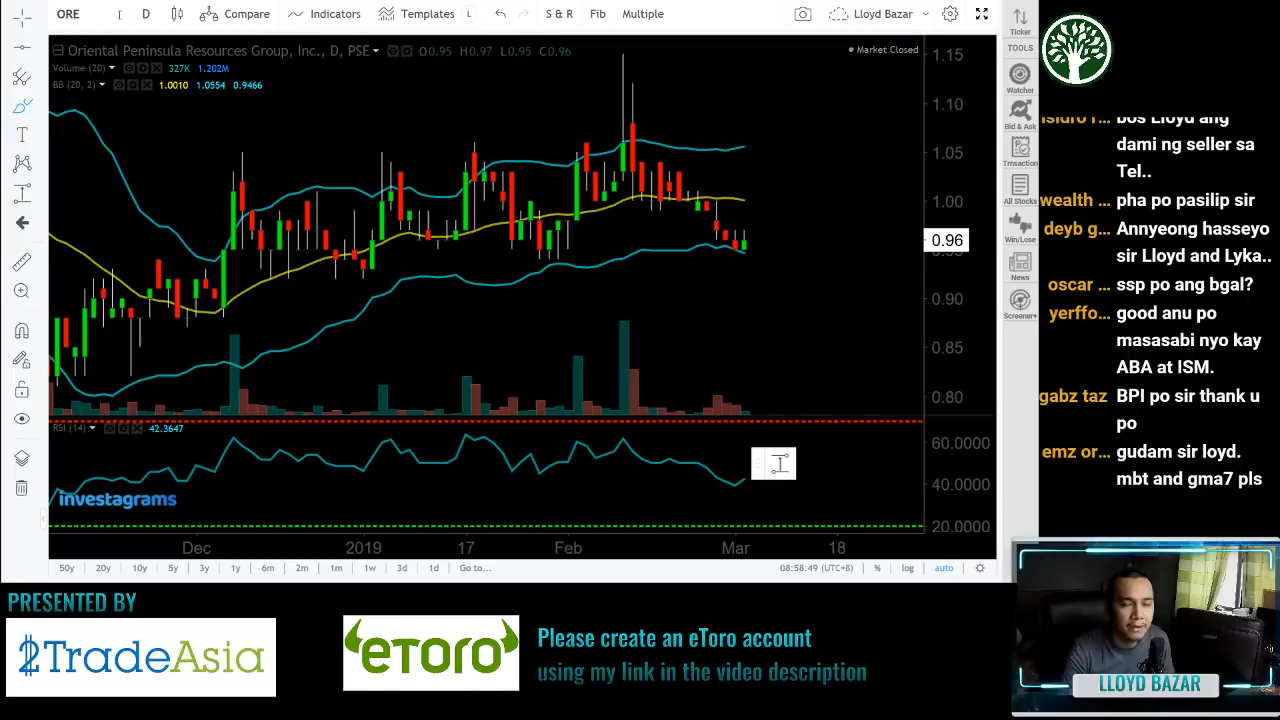 ORE
D
Compare
Indicators
Templates
L
S & R
Fib
Multiple
Lloyd Bazar
Oriental Peninsula Resources Group, Inc., D, PSE
O0.95 H0.97 L0.95 C0.96
Market Closed
Volume (20)
327K
1.202M
BB (20, 2)
1.0010
1.0554
0.9466
1.15
1.10
1.05
1.00
0.96
0.90
0.85
0.80
RSI (14)
42.3647
60.0000
40.0000
20.0000
investagrams
Dec
2019
17
Feb
Mar
18
50y
20y
10y
5y
3y
1y
6m
2m
1m
1w
3d
1d
Go to...
08:58:49 (UTC+8)
%
log
auto
Ticker
TOOLS
Watcher
Bid & Ask
Trnsaction
All Stocks
Win/Lose
News
Screener+
bos Lloyd ang
dami ng seller sa
Tel..
wealth ... pha po pasilip sir
deyb g... Annyeong hasseyo
sir Lloyd and Lyka..
oscar ... ssp po ang bgal?
yerffo... good anu po
masasabi nyo kay
ABA at ISM.
gabz taz BPI po sir thank u
po
emz or... gudam sir loyd.
mbt and gma7 pls
LLOYD BAZAR
PRESENTED BY
2TradeAsia
eToro
Please create an eToro account
using my link in the video description